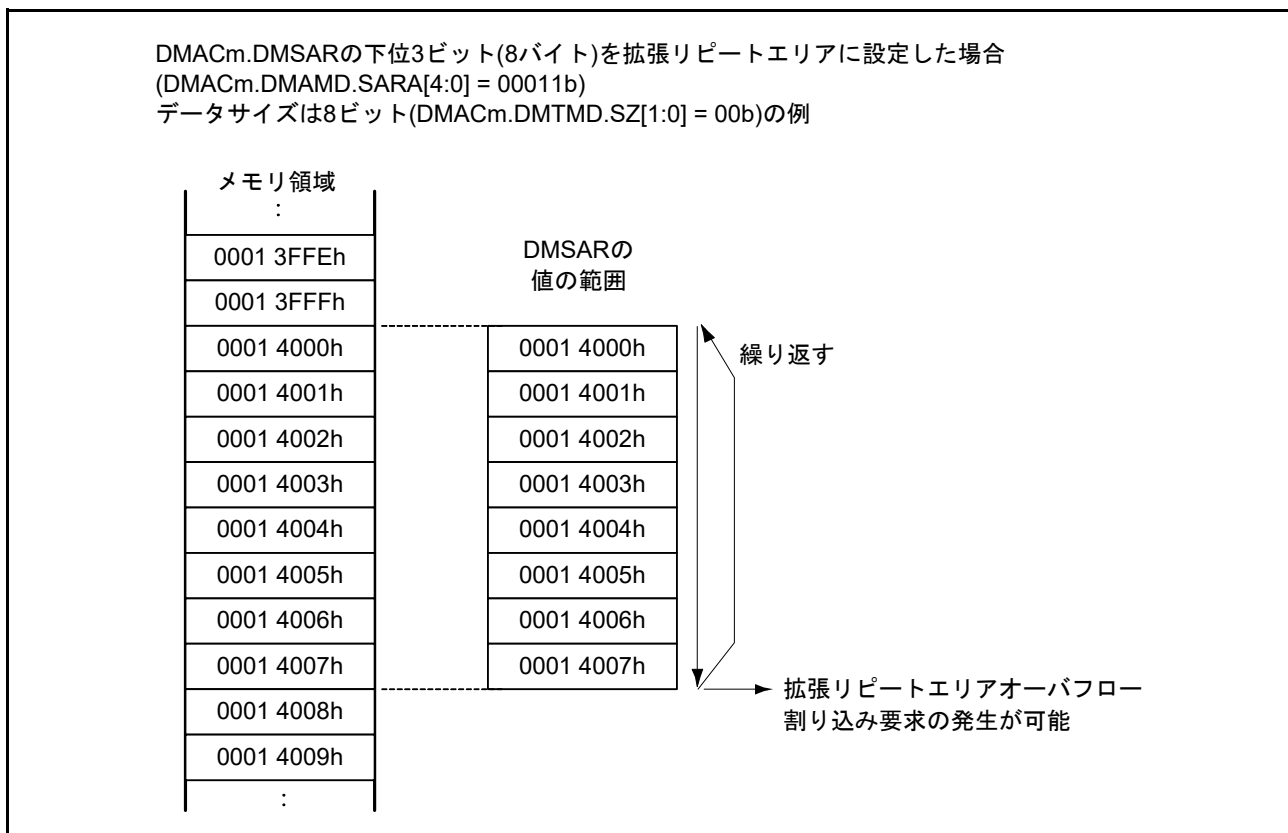 DMACm.DMSARの下位3ビット(8バイト)を拡張リピートエリアに設定した場合
(DMACm.DMAMD.SARA[4:0] = 00011b)
データサイズは8ビット(DMACm.DMTMD.SZ[1:0] = 00b)の例
メモリ領域
:
0001 3FFEh
0001 3FFFh
0001 4000h
0001 4001h
0001 4002h
0001 4003h
0001 4004h
0001 4005h
0001 4006h
0001 4007h
0001 4008h
0001 4009h
:
DMSARの
値の範囲
0001 4000h
0001 4001h
0001 4002h
0001 4003h
0001 4004h
0001 4005h
0001 4006h
0001 4007h
繰り返す
拡張リピートエリアオーバフロー
割り込み要求の発生が可能